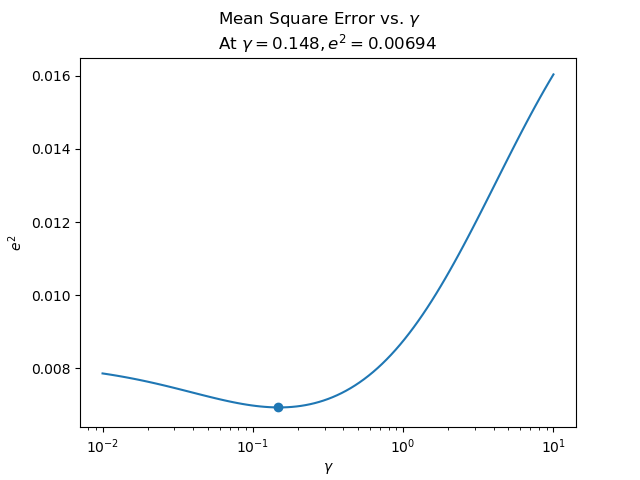 Mean Square Error vs. γ
At γ = 0.148, e² = 0.00694
0.016
0.014
0.012
0.010
0.008
e²
10⁻²
10⁻¹
10⁰
10¹
γ